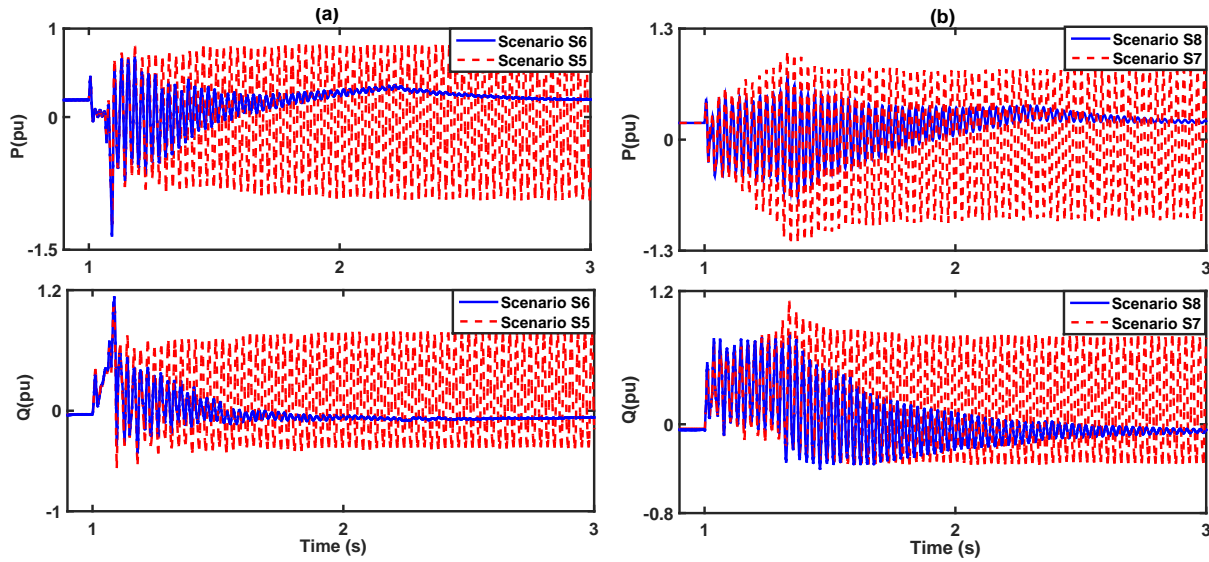 (a)
P(pu)
1
0
-1.5
Scenario S6
Scenario S5
1
2
3
Q(pu)
1.2
0
-1
Scenario S6
Scenario S5
1
2
3
Time (s)
(b)
P(pu)
1.3
0
-1.3
Scenario S8
Scenario S7
1
2
3
Q(pu)
1.2
0
-0.8
Scenario S8
Scenario S7
1
2
3
Time (s)